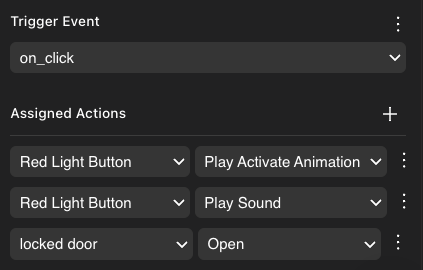 Trigger Event
on_click
Assigned Actions
Red Light Button Play Activate Animation
Red Light Button Play Sound
locked door Open